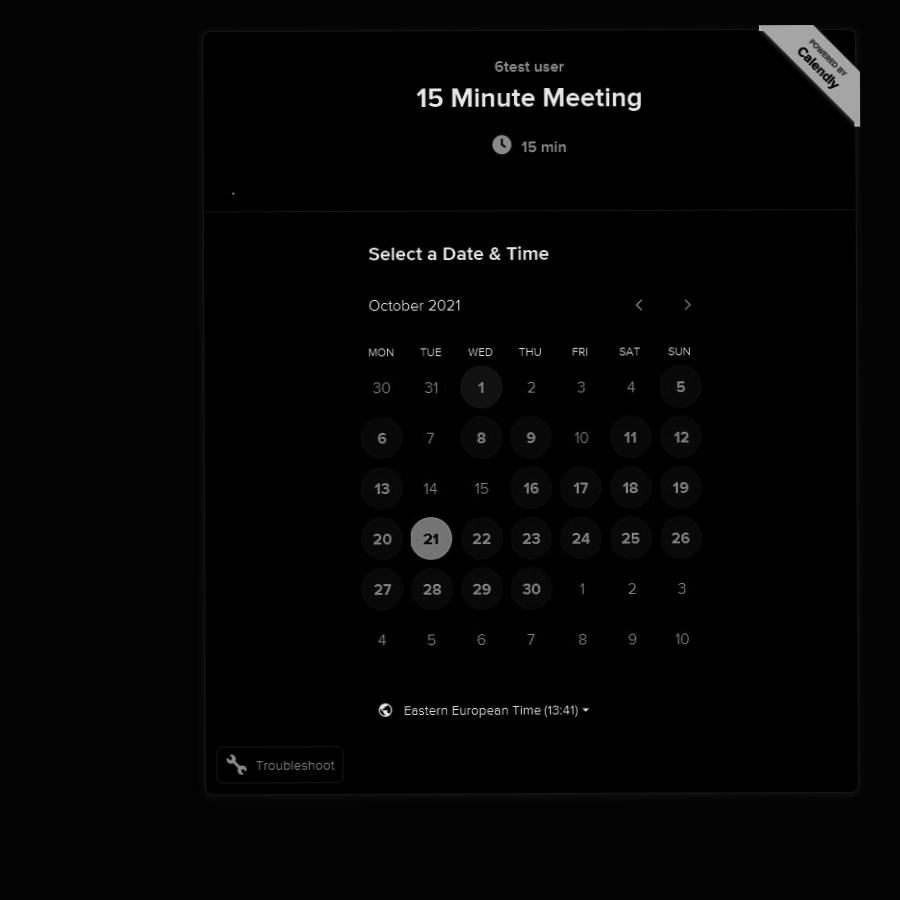 POWERED BY
Calendly
6test user
15 Minute Meeting
15 min
Select a Date & Time
October 2021
MON TUE WED THU FRI SAT SUN
30 31 1 2 3 4 5
6 7 8 9 10 11 12
13 14 15 16 17 18 19
20 21 22 23 24 25 26
27 28 29 30 1 2 3
4 5 6 7 8 9 10
Eastern European Time (13:41)
Troubleshoot